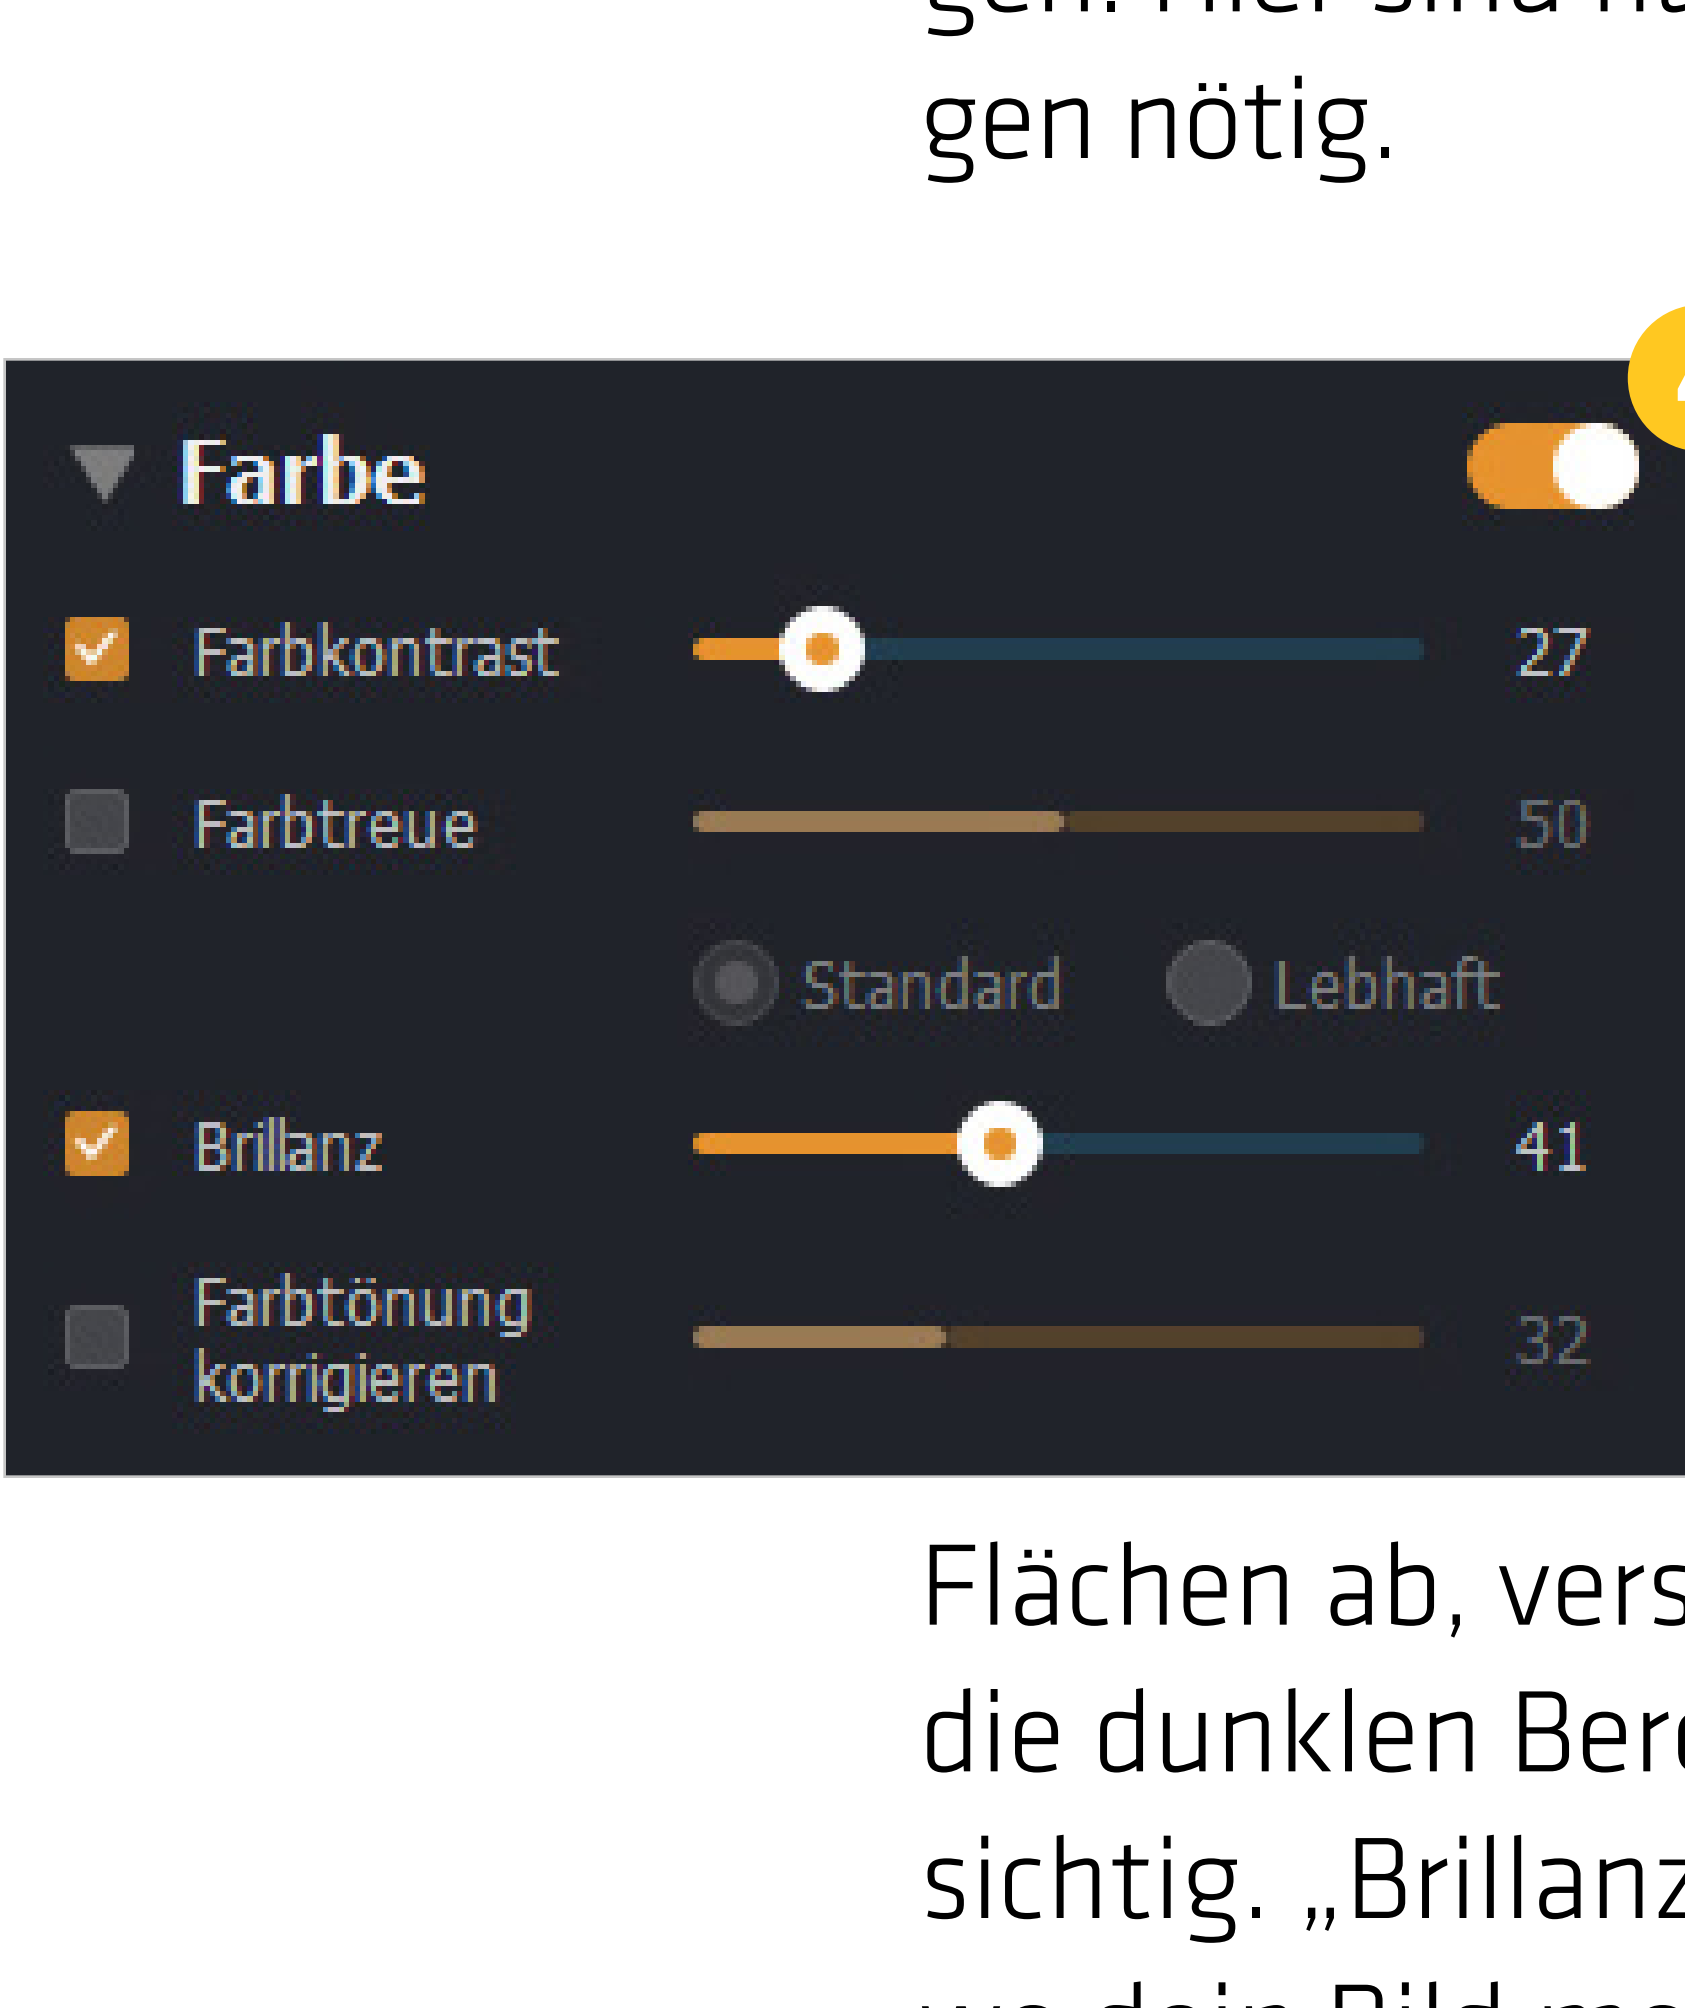 gen nötig.
Farbe
Farbkontrast 27
Farbtreue 50
Standard Lebhaft
Brillanz 41
Farbtönung
korrigieren 32
Flächen ab,
die dunklen
sichtig. „Brillanz